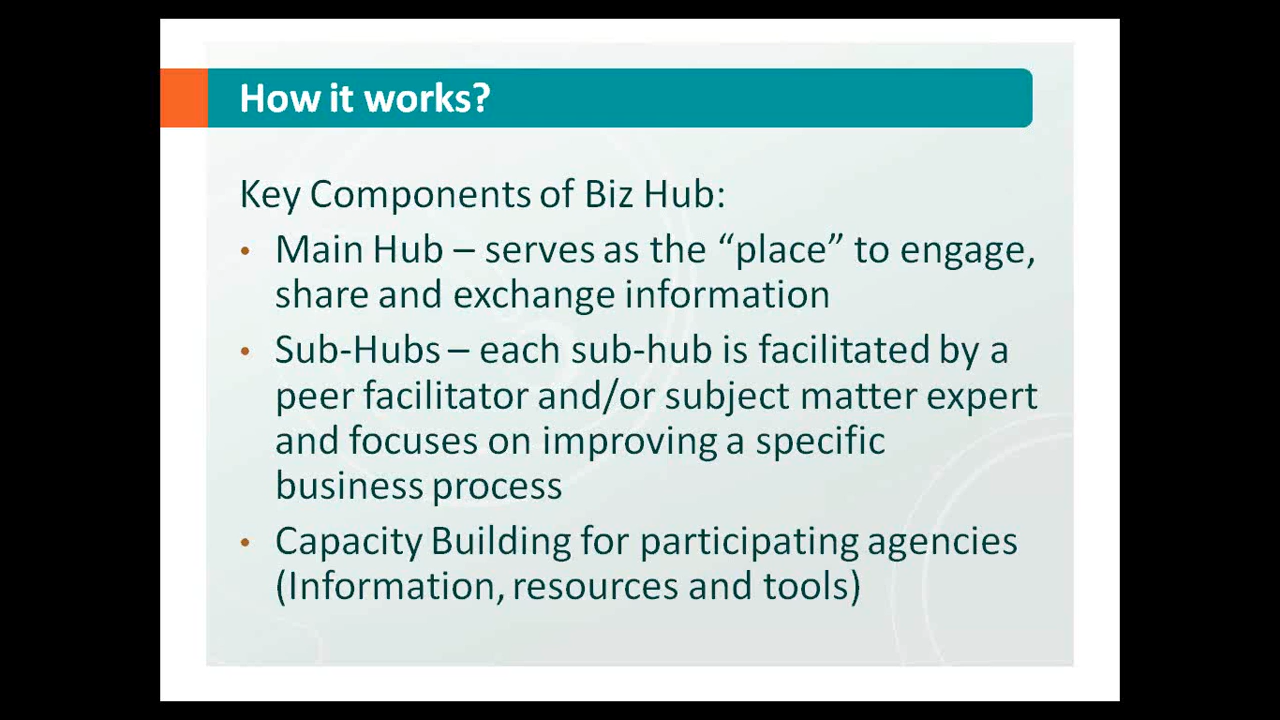 How it works?
Key Components of Biz Hub:
• Main Hub – serves as the “place” to engage,
share and exchange information
• Sub-Hubs – each sub-hub is facilitated by a
peer facilitator and/or subject matter expert
and focuses on improving a specific
business process
• Capacity Building for participating agencies
(Information, resources and tools)